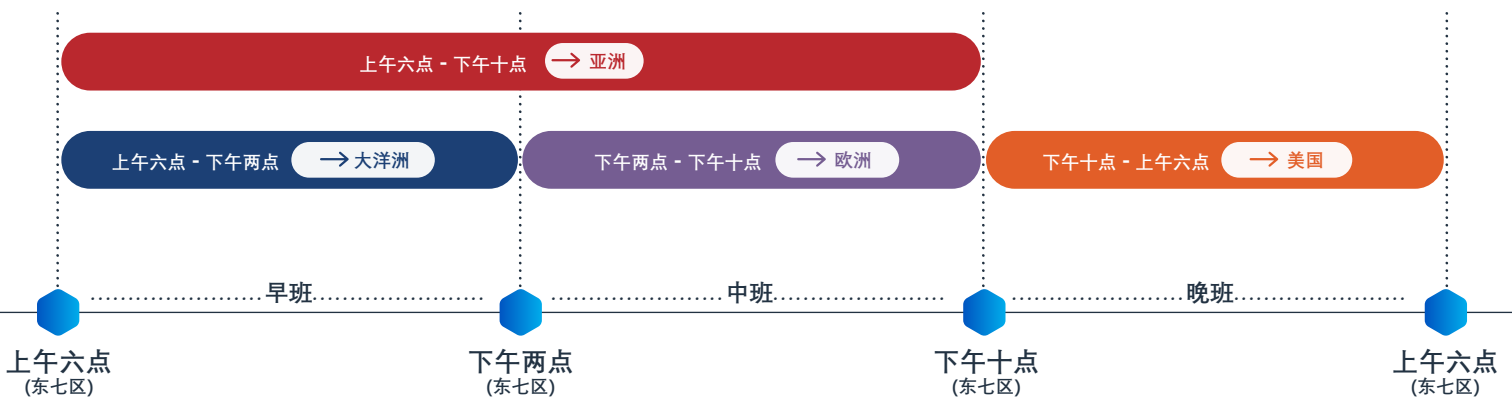 上午六点 - 下午十点 → 亚洲
上午六点 - 下午两点 → 大洋洲
下午两点 - 下午十点 → 欧洲
下午十点 - 上午六点 → 美国
早班
中班
晚班
上午六点
(东七区)
下午两点
(东七区)
下午十点
(东七区)
上午六点
(东七区)